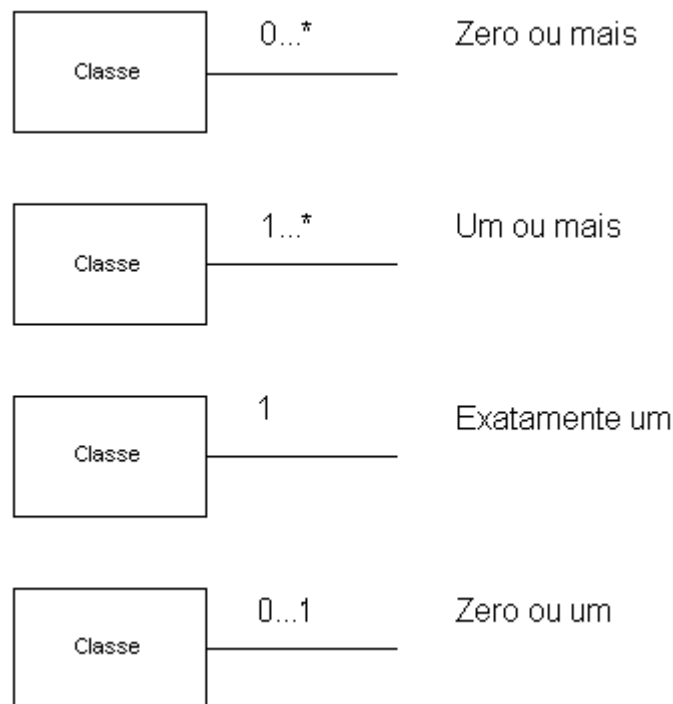 0...* Zero ou mais
Classe
1...* Um ou mais
Classe
1 Exatamente um
Classe
0...1 Zero ou um
Classe